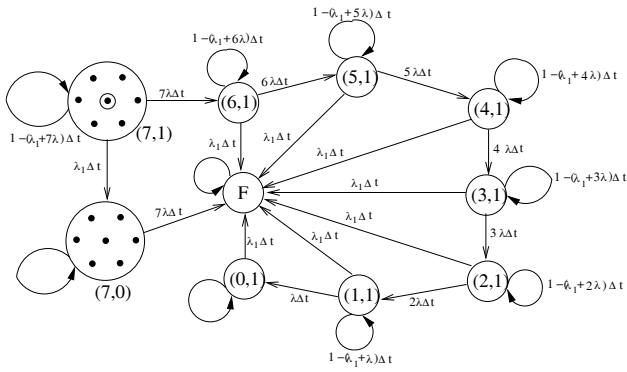 1−(λ₁+5λ)Δt
1−(λ₁+6λ)Δt
(5,1)
6λΔt
5λΔt
1−(λ₁+4λ)Δt
7λΔt
(6,1)
(4,1)
1−(λ₁+7λ)Δt
(7,1)
λ₁Δt
λ₁Δt
λ₁Δt
4 λΔt
λ₁Δt
λ₁Δt
1−(λ₁+3λ)Δt
F
(3,1)
7λΔt
λ₁Δt
3λΔt
λ₁Δt
λ₁Δt
(7,0)
(0,1)
(1,1)
(2,1)
1−(λ₁+2λ)Δt
λΔt
2λΔt
1−(λ₁+λ)Δt